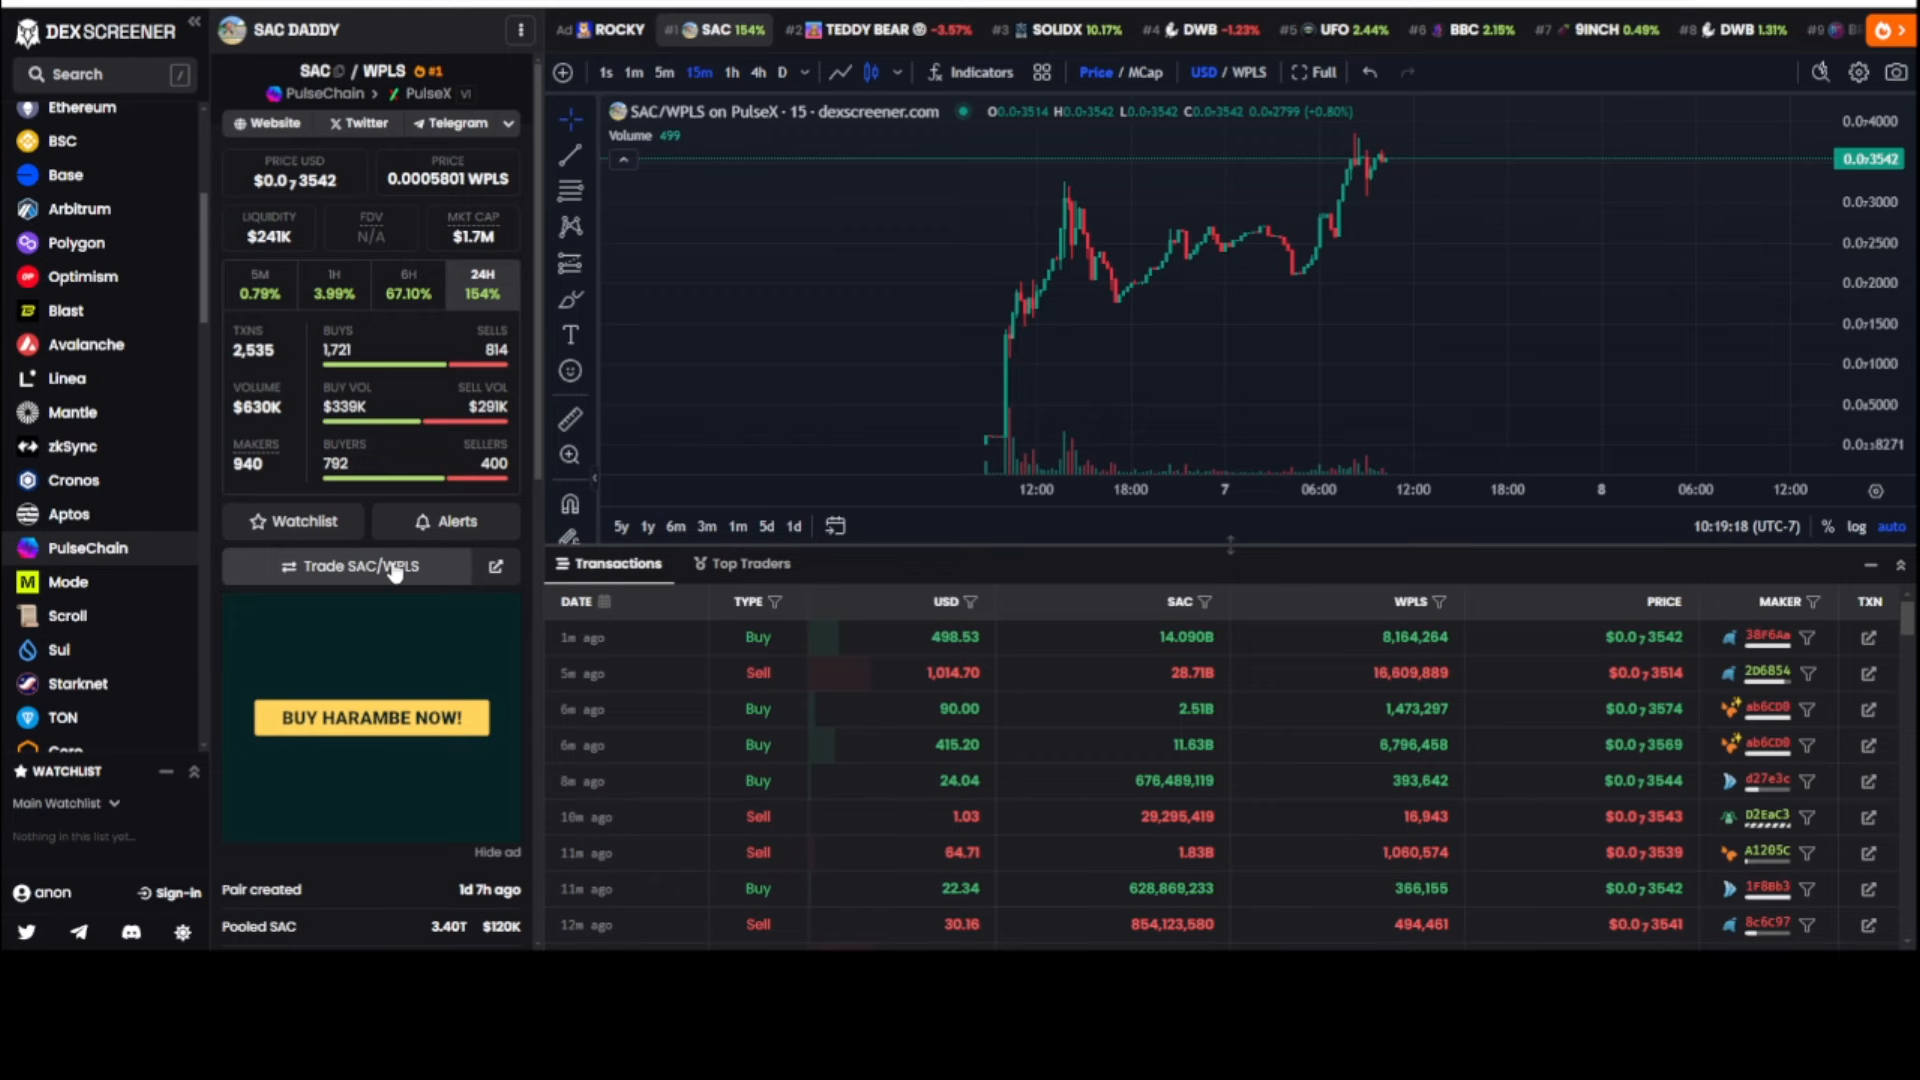 DEX SCREENER
Search /
Ethereum
BSC
Base
Arbitrum
Polygon
Optimism
Blast
Avalanche
Linea
Mantle
zkSync
Cronos
Aptos
PulseChain
Mode
Scroll
Sui
Starknet
TON
Core
WATCHLIST
Main Watchlist
Nothing in this list yet...
anon Sign-in
SAC DADDY
SAC / WPLS #1
PulseChain > PulseX V1
Website Twitter Telegram
PRICE USD PRICE
$0.0₇3542 0.0005801 WPLS
LIQUIDITY FDV MKT CAP
$241K N/A $1.7M
5M 1H 6H 24H
0.79% 3.99% 67.10% 154%
TXNS BUYS SELLS
2,535 1,721 814
VOLUME BUY VOL SELL VOL
$630K $339K $291K
MAKERS BUYERS SELLERS
940 792 400
Watchlist Alerts
Trade SAC/WPLS
BUY HARAMBE NOW!
Hide ad
Pair created 1d 7h ago
Pooled SAC 3.40T $120K
Ad ROCKY #1 SAC 154% #2 TEDDY BEAR -3.57% #3 SOLIDX 10.17% #4 DWB -1.23% #5 UFO 2.44% #6 BBC 2.15% #7 9INCH 0.49% #8 DWB 1.31% #9
1s 1m 5m 15m 1h 4h D Indicators Price / MCap USD / WPLS Full
SAC/WPLS on PulseX · 15 · dexscreener.com O0.0₇3514 H0.0₇3542 L0.0₇3542 C0.0₇3542 0.0₉2799 (+0.80%)
Volume 499
0.0₇4000
0.0₇3542
0.0₇3000
0.0₇2500
0.0₇2000
0.0₇1500
0.0₇1000
0.0₈5000
12:00 18:00 7 06:00 12:00 18:00 8 06:00 12:00
5y 1y 6m 3m 1m 5d 1d 10:19:18 (UTC-7) % log auto
Transactions Top Traders
DATE TYPE USD SAC WPLS PRICE MAKER TXN
1m ago Buy 498.53 14.090B 8,164,264 $0.0₇3542 38F6Aa
5m ago Sell 1,014.70 28.71B 16,609,889 $0.0₇3514 2D6854
6m ago Buy 90.00 2.51B 1,473,297 $0.0₇3574 ab6CD0
6m ago Buy 415.20 11.63B 6,796,458 $0.0₇3569 ab6CD0
8m ago Buy 24.04 676,489,119 393,642 $0.0₇3544 d27e3c
10m ago Sell 1.03 29,295,419 16,943 $0.0₇3543 D2EaC3
11m ago Sell 64.71 1.83B 1,060,574 $0.0₇3539 A1205C
11m ago Buy 22.34 628,869,233 366,155 $0.0₇3542 1F8Bb3
12m ago Sell 30.16 854,123,580 494,461 $0.0₇3541 8c6C97